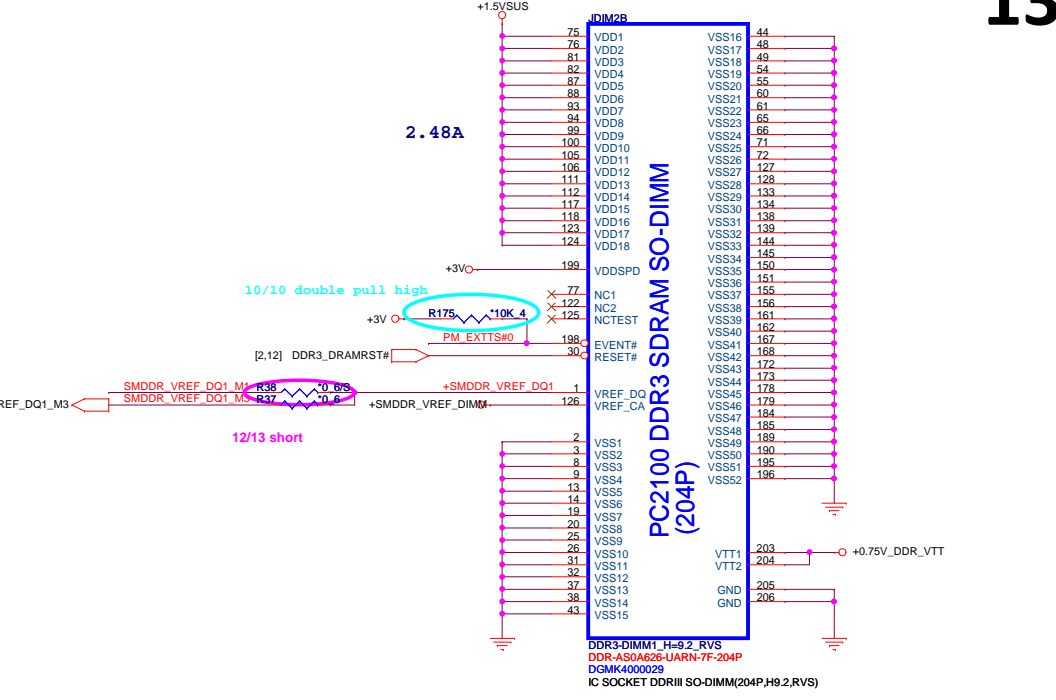 13
+1.5VSUS
JDIM2B
75 VDD1 VSS16 44
76 VDD2 VSS17 48
81 VDD3 VSS18 49
82 VDD4 VSS19 54
87 VDD5 VSS20 55
88 VDD6 VSS21 60
93 VDD7 VSS22 61
94 VDD8 VSS23 65
2.48A
99 VDD9 VSS24 66
100 VDD10 VSS25 71
105 VDD11 VSS26 72
106 VDD12 VSS27 127
111 VDD13 VSS28 128
112 VDD14 VSS29 133
117 VDD15 VSS30 134
118 VDD16 VSS31 138
123 VDD17 VSS32 139
124 VDD18 VSS33 144
VSS34 145
+3V 199 VDDSPD VSS35 150
VSS36 151
10/10 double pull high
77 NC1 VSS37 155
122 NC2 VSS38 156
+3V R175 *10K_4 125 NCTEST VSS39 161
VSS40 162
PM_EXTTS#0 198 EVENT# VSS41 167
[2,12] DDR3_DRAMRST# 30 RESET# VSS42 168
VSS43 172
VSS44 173
SMDDR_VREF_DQ1_M1 R38 *0_6/S +SMDDR_VREF_DQ1 1 VREF_DQ VSS45 178
REF_DQ1_M3 SMDDR_VREF_DQ1_M3 R37 *0_6 +SMDDR_VREF_DIMM 126 VREF_CA VSS46 179
VSS47 184
VSS48 185
12/13 short
2 VSS1 VSS49 189
3 VSS2 VSS50 190
8 VSS3 VSS51 195
9 VSS4 VSS52 196
13 VSS5
14 VSS6
19 VSS7
20 VSS8
25 VSS9
26 VSS10 VTT1 203 +0.75V_DDR_VTT
31 VSS11 VTT2 204
32 VSS12
37 VSS13 GND 205
38 VSS14 GND 206
43 VSS15
PC2100 DDR3 SDRAM SO-DIMM
(204P)
DDR3-DIMM1_H=9.2_RVS
DDR-AS0A626-UARN-7F-204P
DGMK4000029
IC SOCKET DDRIII SO-DIMM(204P,H9.2,RVS)